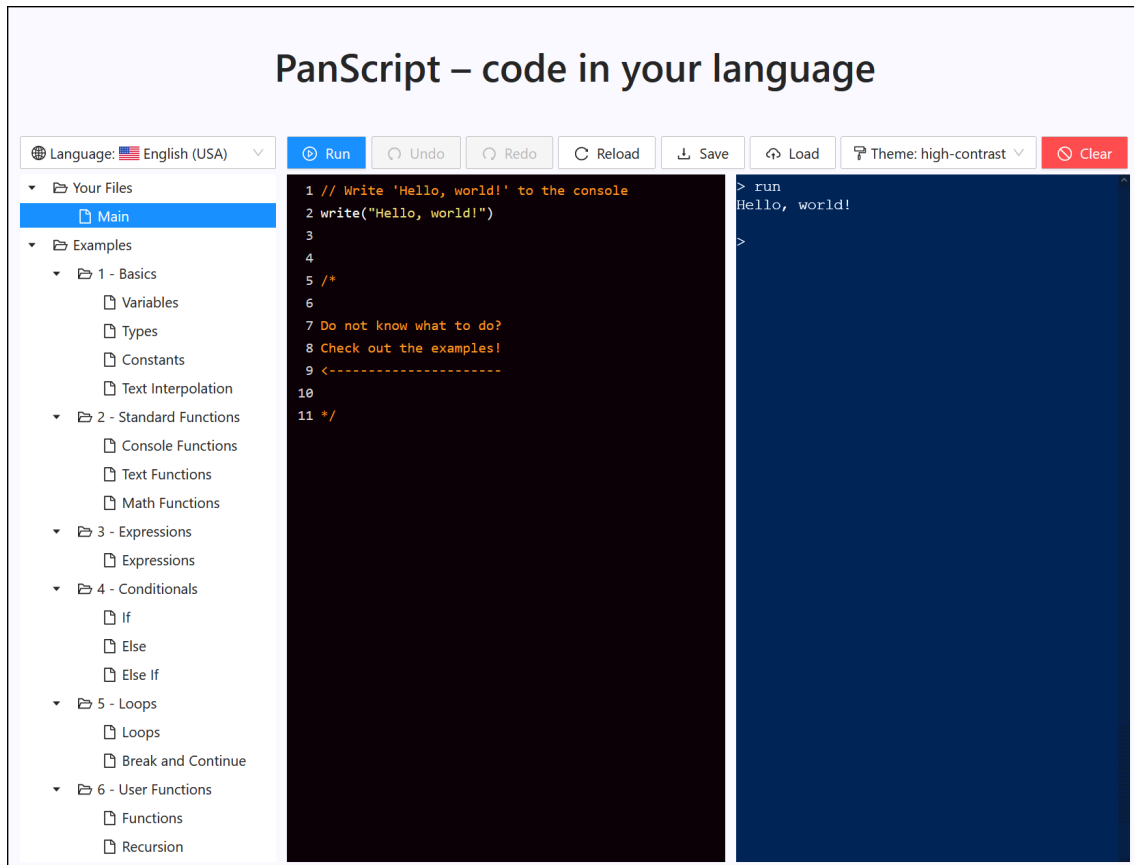 PanScript – code in your language
Language: English (USA)
Run
Undo
Redo
Reload
Save
Load
Theme: high-contrast
Clear
Your Files
Main
Examples
1 - Basics
Variables
Types
Constants
Text Interpolation
2 - Standard Functions
Console Functions
Text Functions
Math Functions
3 - Expressions
Expressions
4 - Conditionals
If
Else
Else If
5 - Loops
Loops
Break and Continue
6 - User Functions
Functions
Recursion
1 // Write 'Hello, world!' to the console
2 write("Hello, world!")
3
4
5 /*
6
7 Do not know what to do?
8 Check out the examples!
9 <----------------------
10
11 */
> run
Hello, world!
>